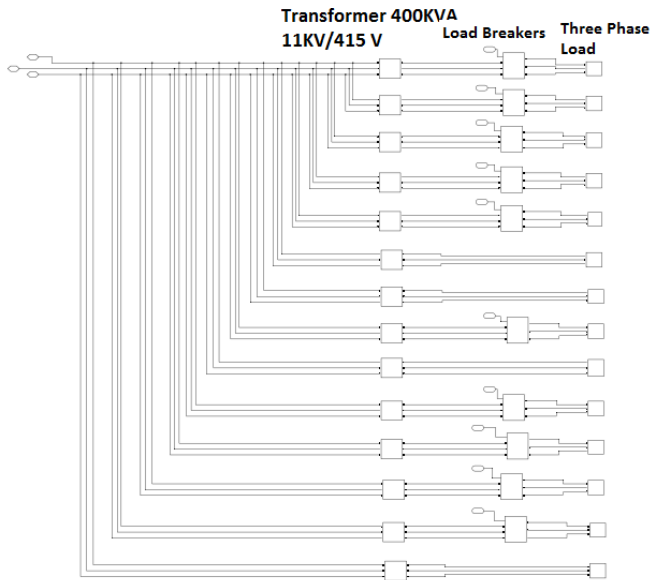 Transformer 400KVA
11KV/415 V
Load Breakers
Three Phase
Load